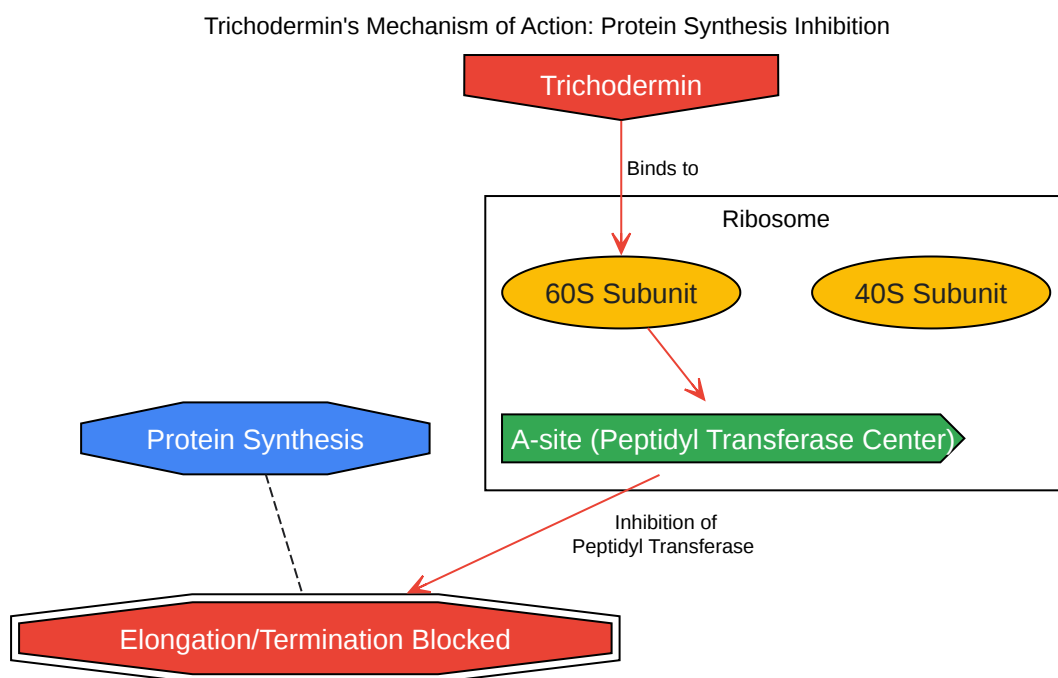 Trichodermin's Mechanism of Action: Protein Synthesis Inhibition
Trichodermin
Binds to
Ribosome
60S Subunit
40S Subunit
Protein Synthesis
A-site (Peptidyl Transferase Center)
Inhibition of
Peptidyl Transferase
Elongation/Termination Blocked